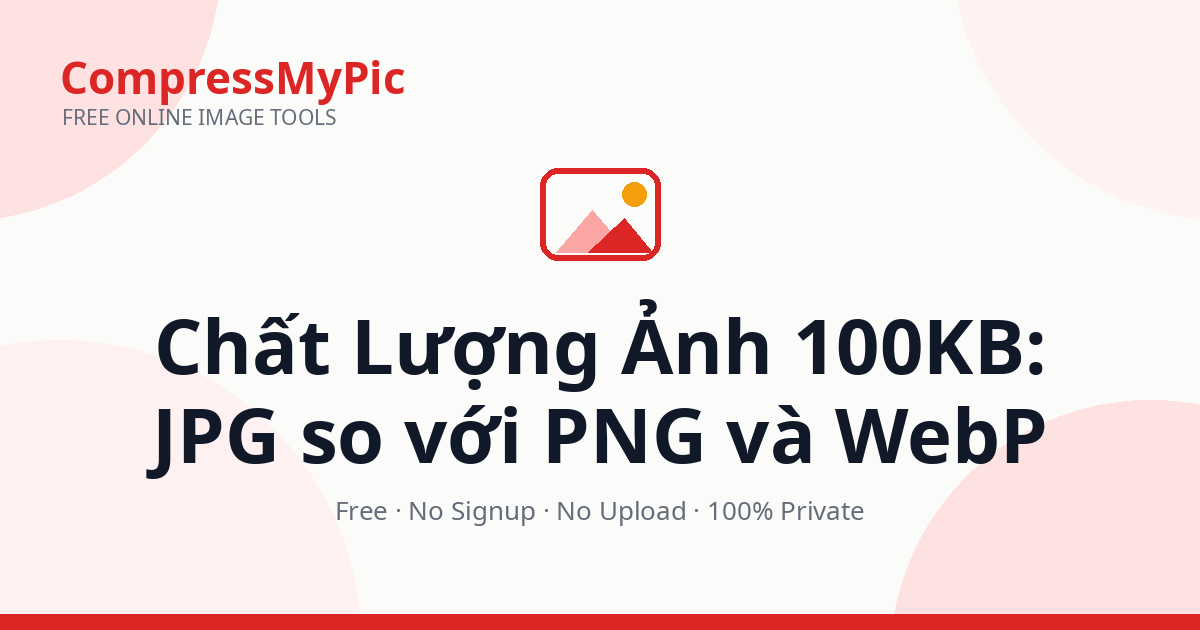 CompressMyPic
FREE ONLINE IMAGE TOOLS
Chất Lượng Ảnh 100KB:
JPG so với PNG và WebP
Free · No Signup · No Upload · 100% Private